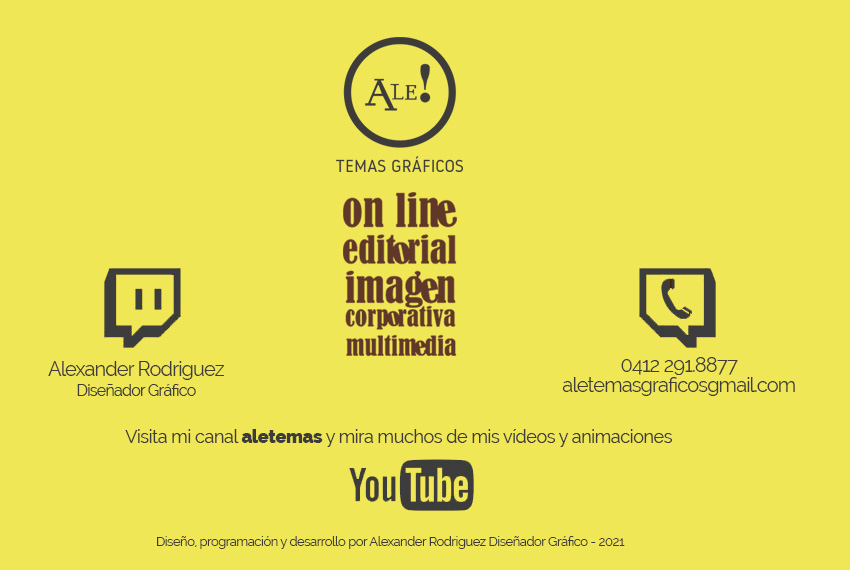 ALE!
TEMAS GRÁFICOS
on line
editorial
imagen
corporativa
multimedia
Alexander Rodriguez
Diseñador Gráfico
0412 291.8877
aletemasgraficosgmail.com
Visita mi canal aletemas y mira muchos de mis vídeos y animaciones
YouTube
Diseño, programación y desarrollo por Alexander Rodriguez Diseñador Gráfico - 2021